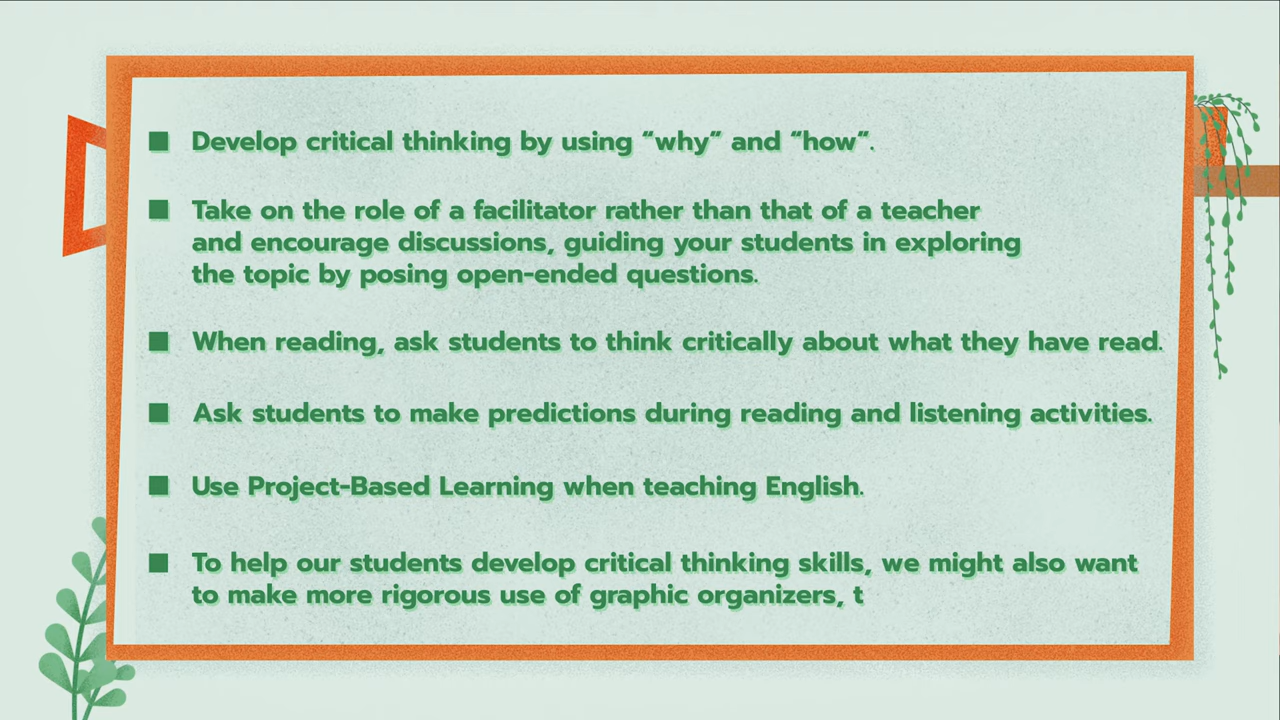 ■ Develop critical thinking by using “why” and “how”.
■ Take on the role of a facilitator rather than that of a teacher
and encourage discussions, guiding your students in exploring
the topic by posing open-ended questions.
■ When reading, ask students to think critically about what they have read.
■ Ask students to make predictions during reading and listening activities.
■ Use Project-Based Learning when teaching English.
■ To help our students develop critical thinking skills, we might also want
to make more rigorous use of graphic organizers, t